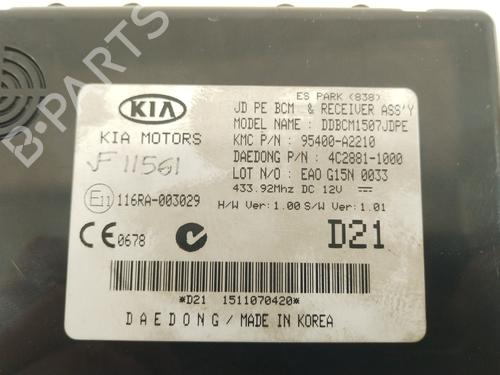 ES PARK (838)
KIA
JD PE BCM & RECEIVER ASS'Y
MODEL NAME : DDBCM1507JDPE
KIA MOTORS
KMC P/N : 95400-A2210
F 11561
DAEDONG P/N : 4C2881-1000
LOT N/O : EAO G15N 0033
433.92Mhz DC 12V
116RA-003029
H/W Ver: 1.00 S/W Ver: 1.01
CE 0678
N
D21
*D21 1511070420*
DAEDONG / MADE IN KOREA
B-PARTS